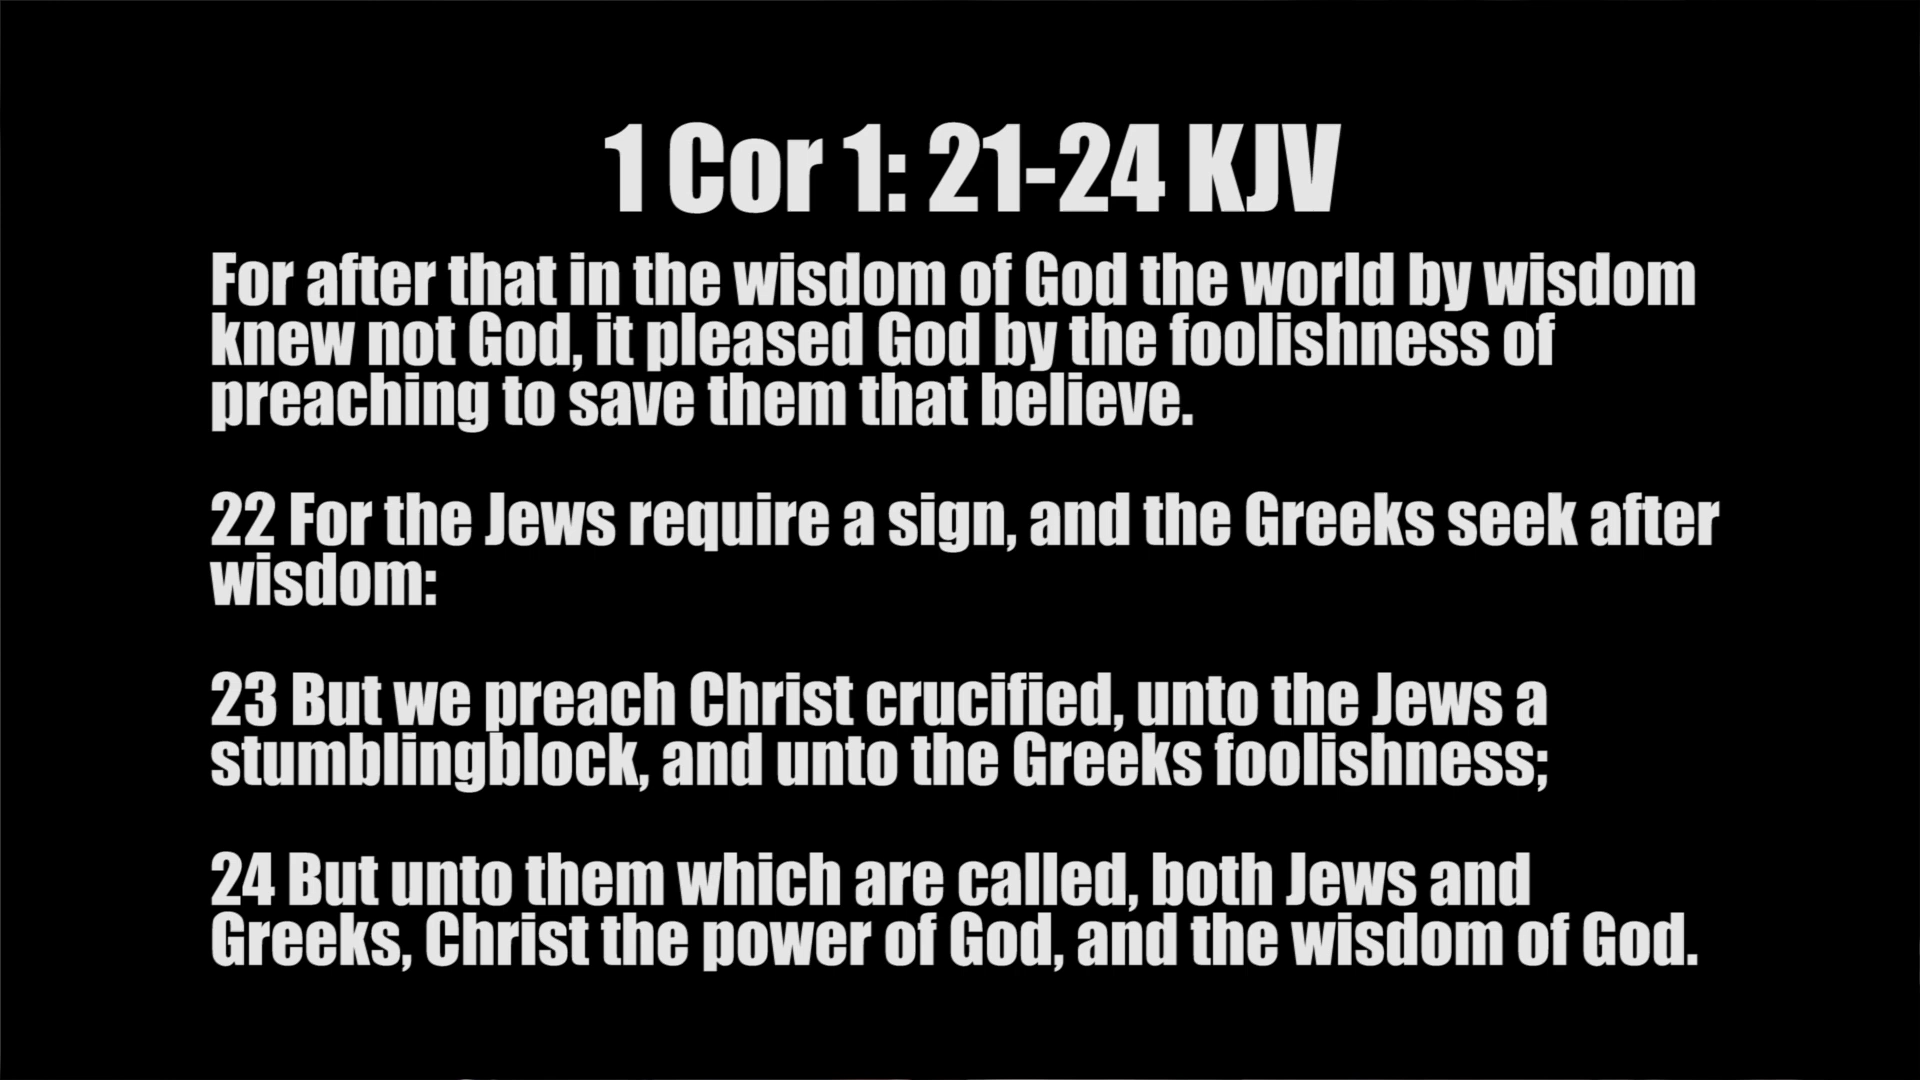 1 Cor 1: 21-24 KJV
For after that in the wisdom of God the world by wisdom
knew not God, it pleased God by the foolishness of
preaching to save them that believe.
22 For the Jews require a sign, and the Greeks seek after
wisdom:
23 But we preach Christ crucified, unto the Jews a
stumblingblock, and unto the Greeks foolishness;
24 But unto them which are called, both Jews and
Greeks, Christ the power of God, and the wisdom of God.